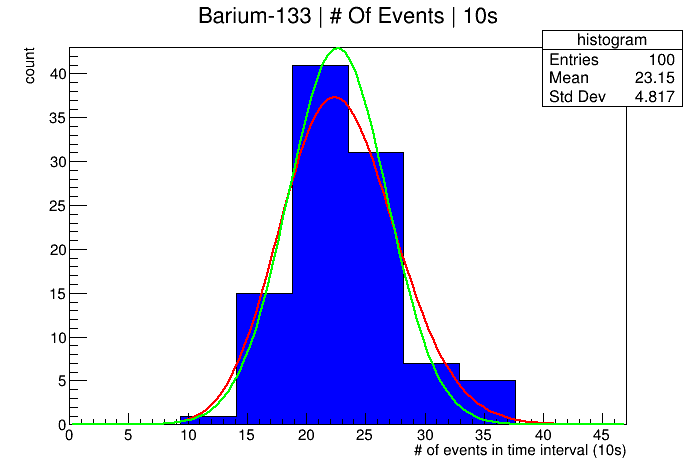 Barium-133 | # Of Events | 10s
histogram
Entries 100
Mean 23.15
Std Dev 4.817
count
40
35
30
25
20
15
10
5
0
0 5 10 15 20 25 30 35 40 45
# of events in time interval (10s)